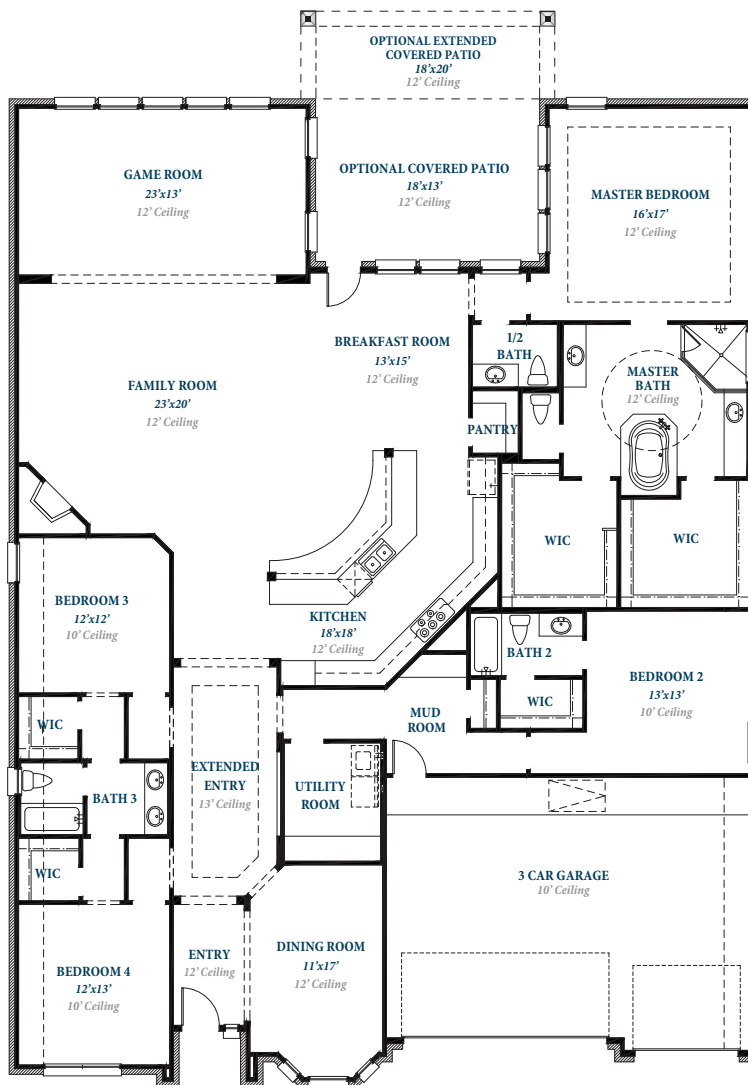 OPTIONAL EXTENDED
COVERED PATIO
18'x20'
12' Ceiling
GAME ROOM
23'x13'
12' Ceiling
OPTIONAL COVERED PATIO
18'x13'
12' Ceiling
MASTER BEDROOM
16'x17'
12' Ceiling
BREAKFAST ROOM
13'x15'
12' Ceiling
1/2
BATH
MASTER
BATH
12' Ceiling
FAMILY ROOM
23'x20'
12' Ceiling
PANTRY
WIC
WIC
BEDROOM 3
12'x12'
10' Ceiling
KITCHEN
18'x18'
12' Ceiling
BATH 2
BEDROOM 2
13'x13'
10' Ceiling
WIC
WIC
MUD
ROOM
EXTENDED
ENTRY
13' Ceiling
UTILITY
ROOM
BATH 3
WIC
3 CAR GARAGE
10' Ceiling
BEDROOM 4
12'x13'
10' Ceiling
ENTRY
12' Ceiling
DINING ROOM
11'x17'
12' Ceiling